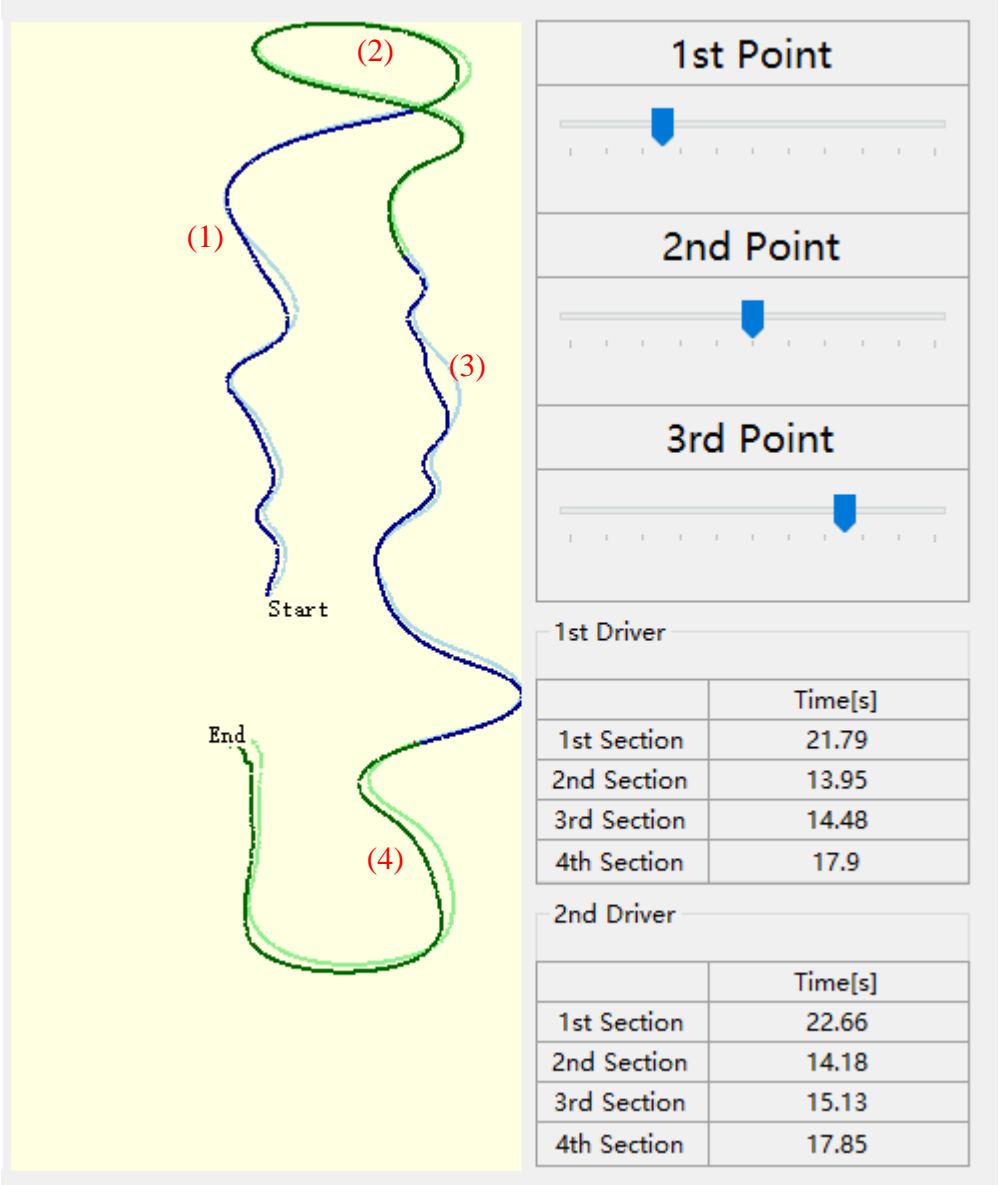 (2)
(1)
(3)
Start
End
(4)
1st Point
2nd Point
3rd Point
1st Driver
Time[s]
1st Section 21.79
2nd Section 13.95
3rd Section 14.48
4th Section 17.9
2nd Driver
Time[s]
1st Section 22.66
2nd Section 14.18
3rd Section 15.13
4th Section 17.85